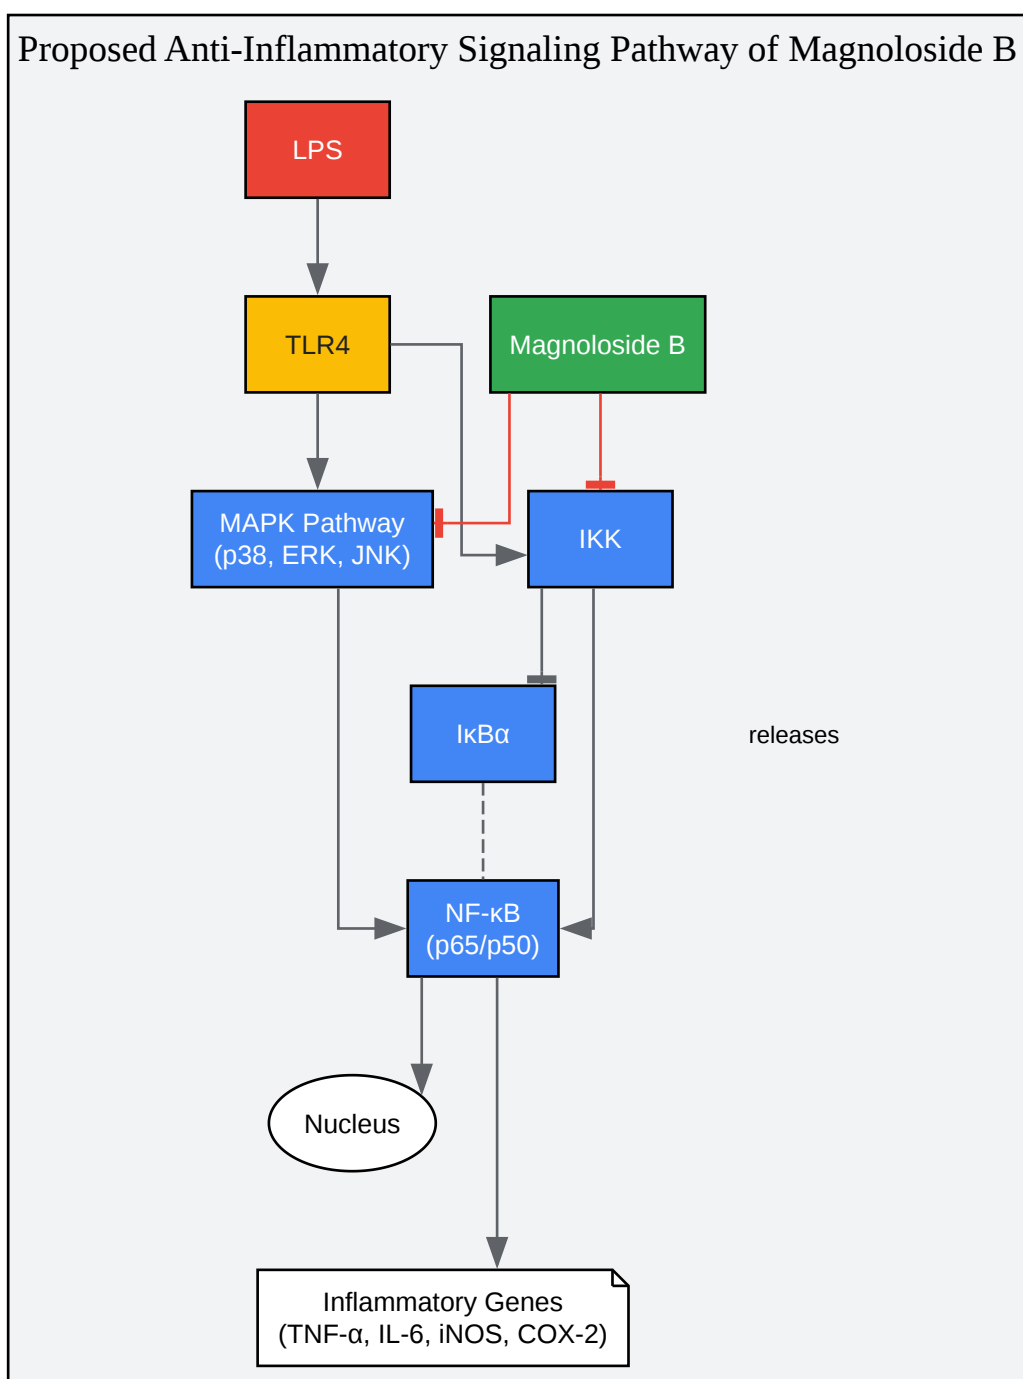 Proposed Anti-Inflammatory Signaling Pathway of Magnoloside B
LPS
TLR4
Magnoloside B
MAPK Pathway
(p38, ERK, JNK)
IKK
IκBα
releases
NF-κB
(p65/p50)
Nucleus
Inflammatory Genes
(TNF-α, IL-6, iNOS, COX-2)